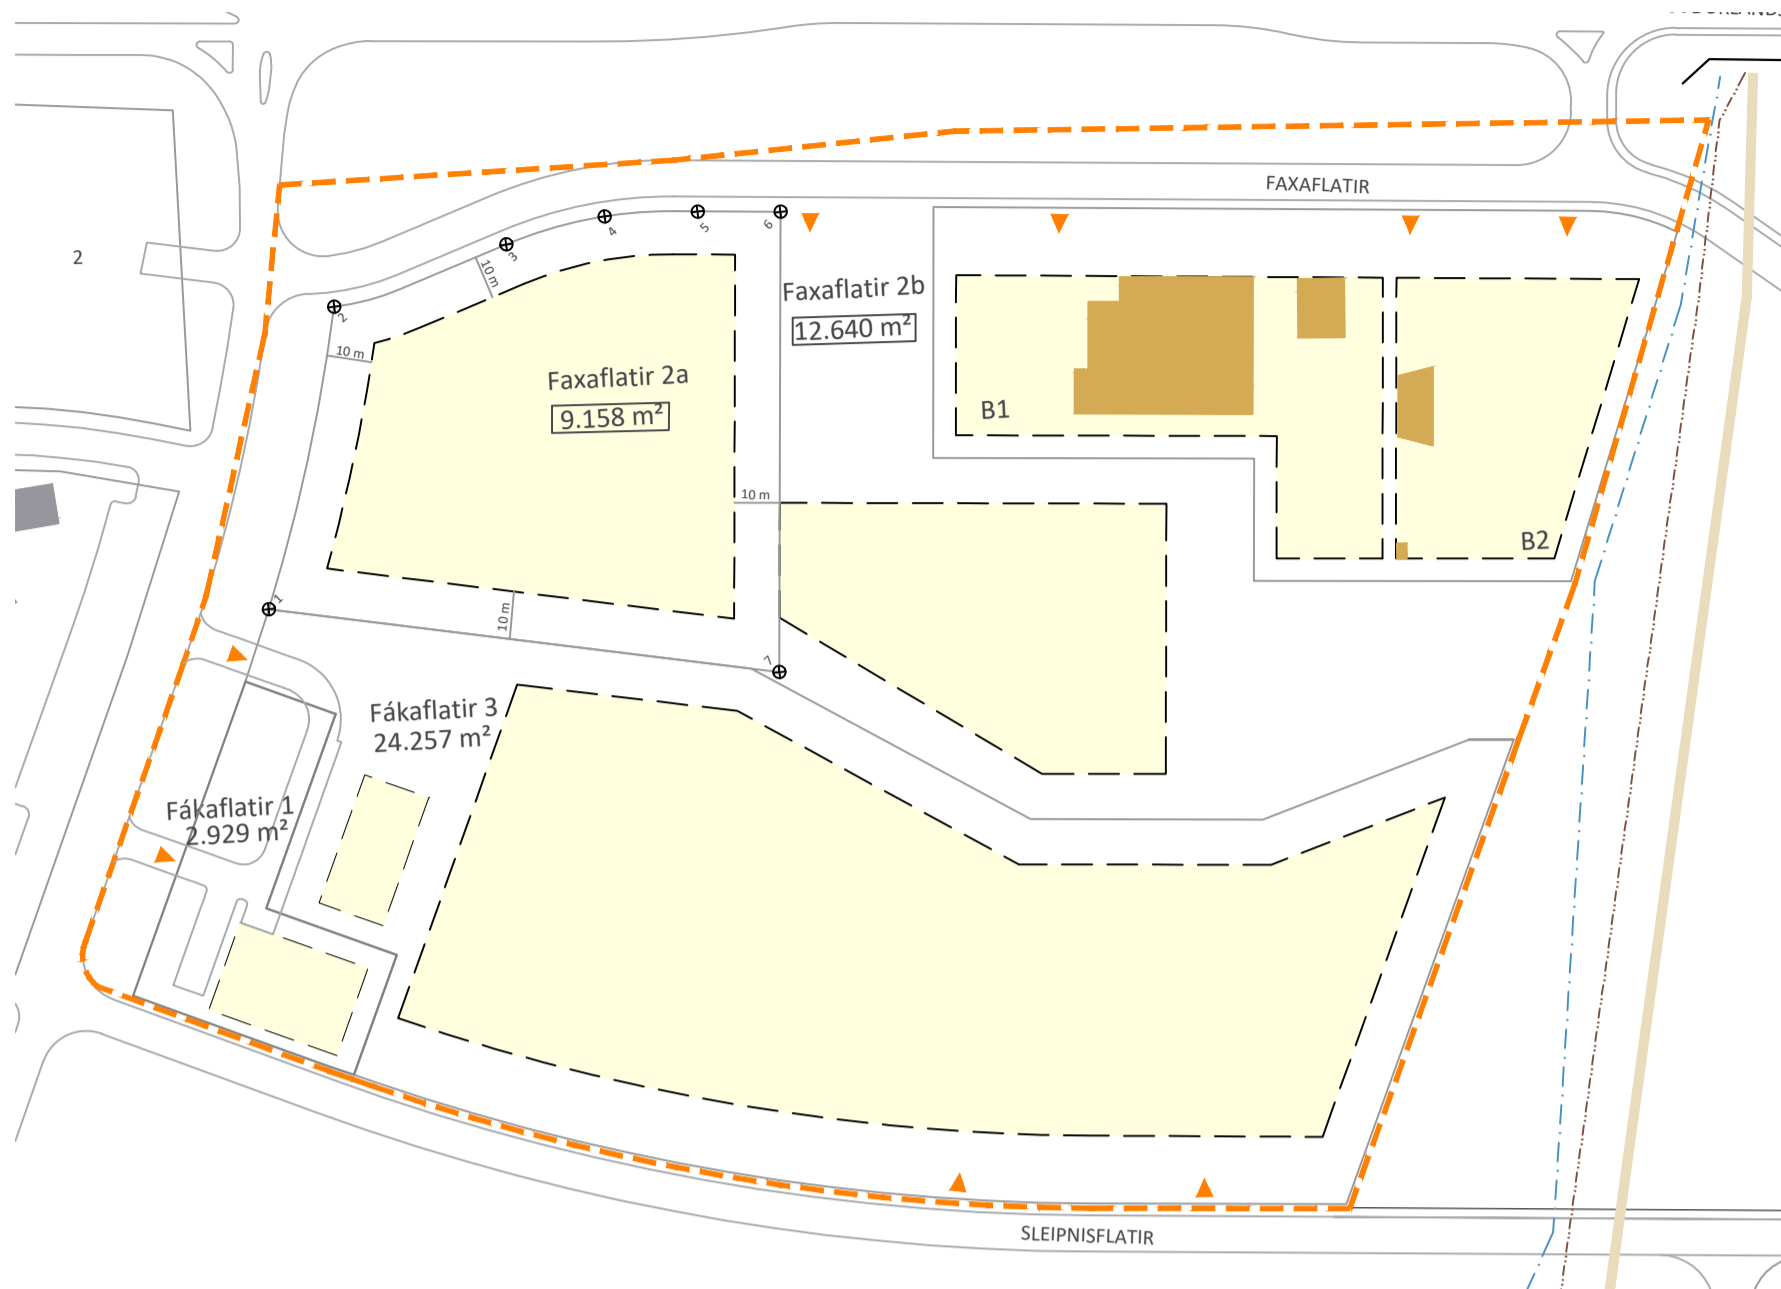 FAXAFLATIR
2
6
5
4
3
2
10 m
10 m
Faxaflatir 2b
12.640 m²
Faxaflatir 2a
9.158 m²
B1
B2
10 m
1
10 m
7
Fákaflatir 3
24.257 m²
Fákaflatir 1
2.929 m²
SLEIPNISFLATIR